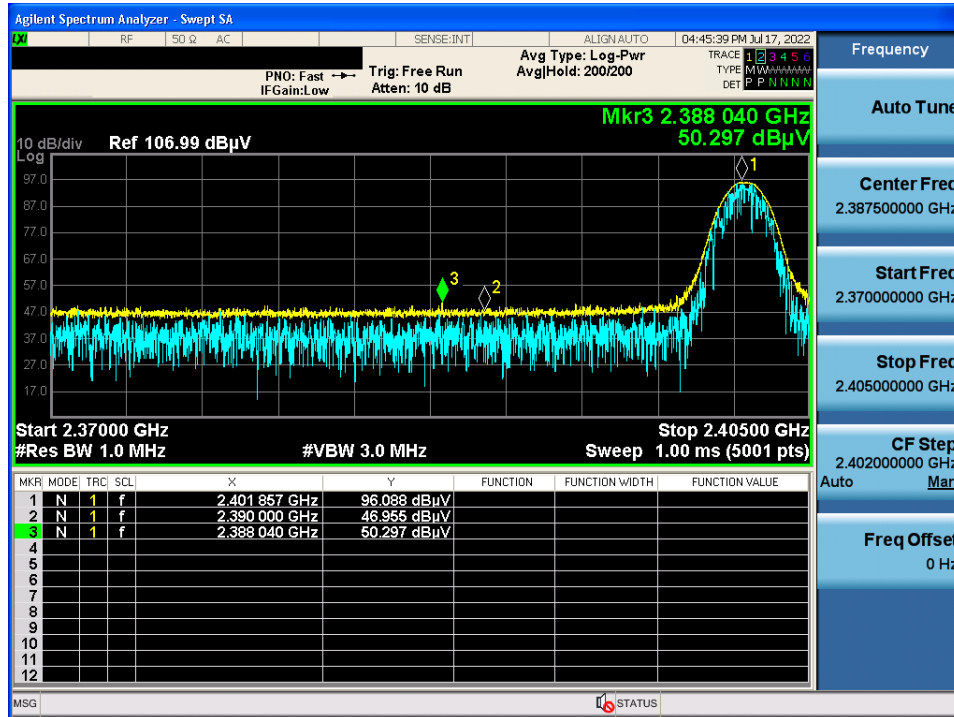 Agilent Spectrum Analyzer - Swept SA
LXI RF 50 Ω AC SENSE:INT ALIGN AUTO 04:45:39 PM Jul 17, 2022
PNO: Fast IFGain:Low Trig: Free Run Atten: 10 dB Avg Type: Log-Pwr Avg|Hold: 200/200
TRACE 1 2 3 4 5 6
TYPE M W
DET P P N N N N
Mkr3 2.388 040 GHz
50.297 dBµV
10 dB/div Ref 106.99 dBµV
Log
97.0
87.0
77.0
67.0
57.0
47.0
37.0
27.0
17.0
1
3
2
Start 2.37000 GHz Stop 2.40500 GHz
#Res BW 1.0 MHz #VBW 3.0 MHz Sweep 1.00 ms (5001 pts)
MKR MODE TRC SCL X Y FUNCTION FUNCTION WIDTH FUNCTION VALUE
1 N 1 f 2.401 857 GHz 96.088 dBµV
2 N 1 f 2.390 000 GHz 46.955 dBµV
3 N 1 f 2.388 040 GHz 50.297 dBµV
4
5
6
7
8
9
10
11
12
MSG STATUS
Frequency
Auto Tune
Center Freq
2.387500000 GHz
Start Freq
2.370000000 GHz
Stop Freq
2.405000000 GHz
CF Step
2.402000000 GHz
Auto Man
Freq Offset
0 Hz